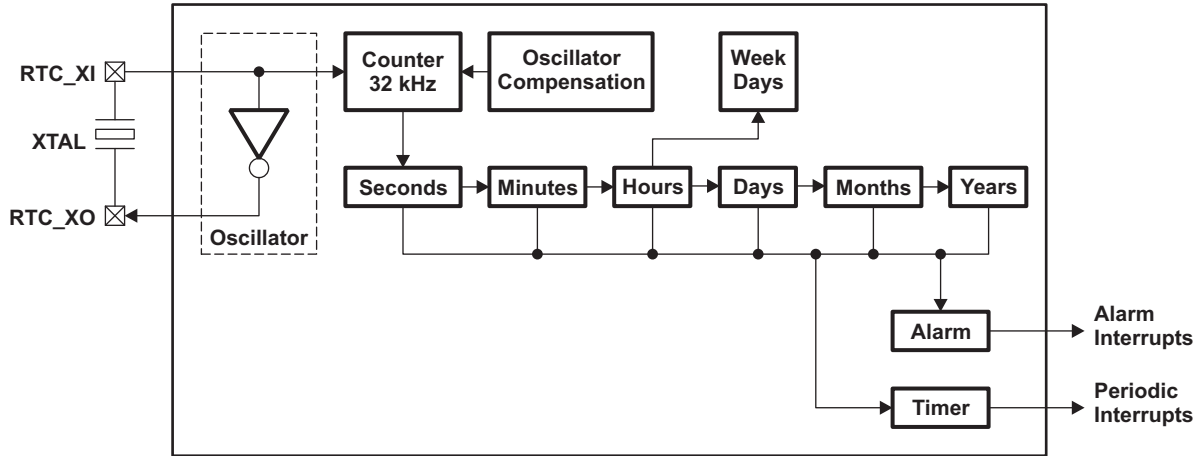 RTC_XI
XTAL
RTC_XO
Oscillator
Counter
32 kHz
Oscillator
Compensation
Week
Days
Seconds
Minutes
Hours
Days
Months
Years
Alarm
Alarm
Interrupts
Timer
Periodic
Interrupts